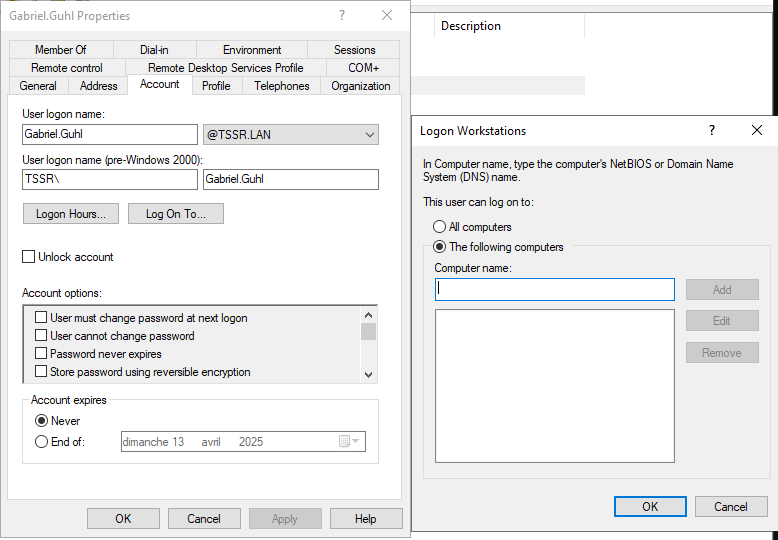 Gabriel.Guhl Properties
?
Member Of
Dial-in
Environment
Sessions
Remote control
Remote Desktop Services Profile
COM+
General
Address
Account
Profile
Telephones
Organization
User logon name:
Gabriel.Guhl
@TSSR.LAN
User logon name (pre-Windows 2000):
TSSR\
Gabriel.Guhl
Logon Hours...
Log On To...
Unlock account
Account options:
User must change password at next logon
User cannot change password
Password never expires
Store password using reversible encryption
Account expires
Never
End of:
dimanche 13 avril 2025
OK
Cancel
Apply
Help
Description
Logon Workstations
?
In Computer name, type the computer's NetBIOS or Domain Name
System (DNS) name.
This user can log on to:
All computers
The following computers
Computer name:
Add
Edit
Remove
OK
Cancel